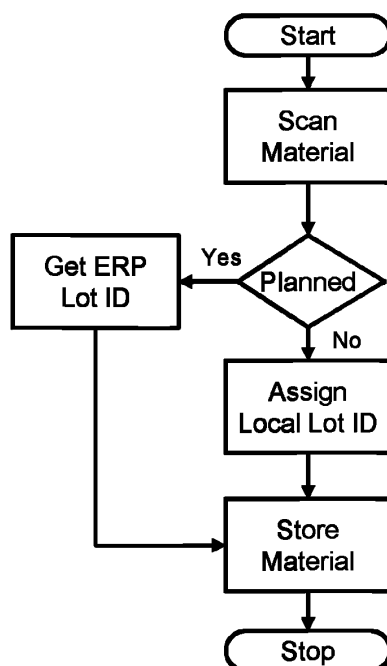 Start
Scan
Material
Planned
Yes
No
Get ERP
Lot ID
Assign
Local Lot ID
Store
Material
Stop